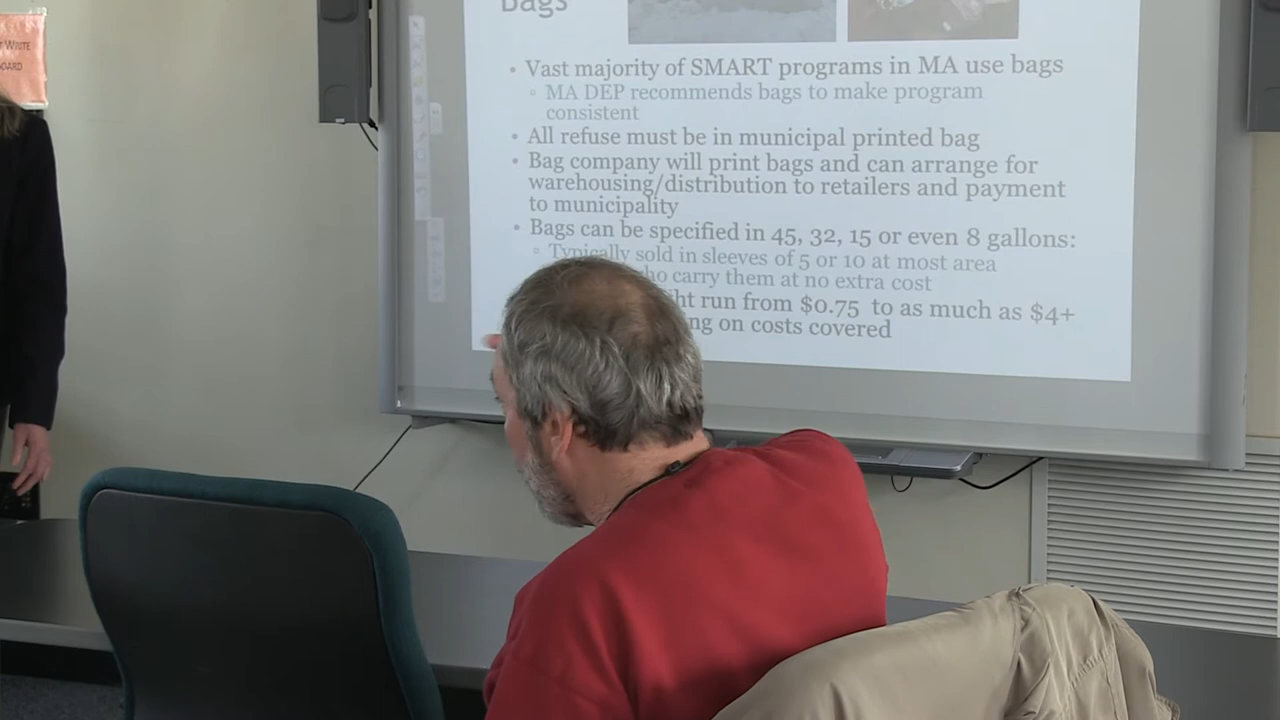 Bags
WRITE
BOARD
• Vast majority of SMART programs in MA use bags
▫ MA DEP recommends bags to make program
consistent
• All refuse must be in municipal printed bag
• Bag company will print bags and can arrange for
warehousing/distribution to retailers and payment
to municipality
• Bags can be specified in 45, 32, 15 or even 8 gallons:
▫ Typically sold in sleeves of 5 or 10 at most area
carry them at no extra cost
run from $0.75 to as much as $4+
on costs covered